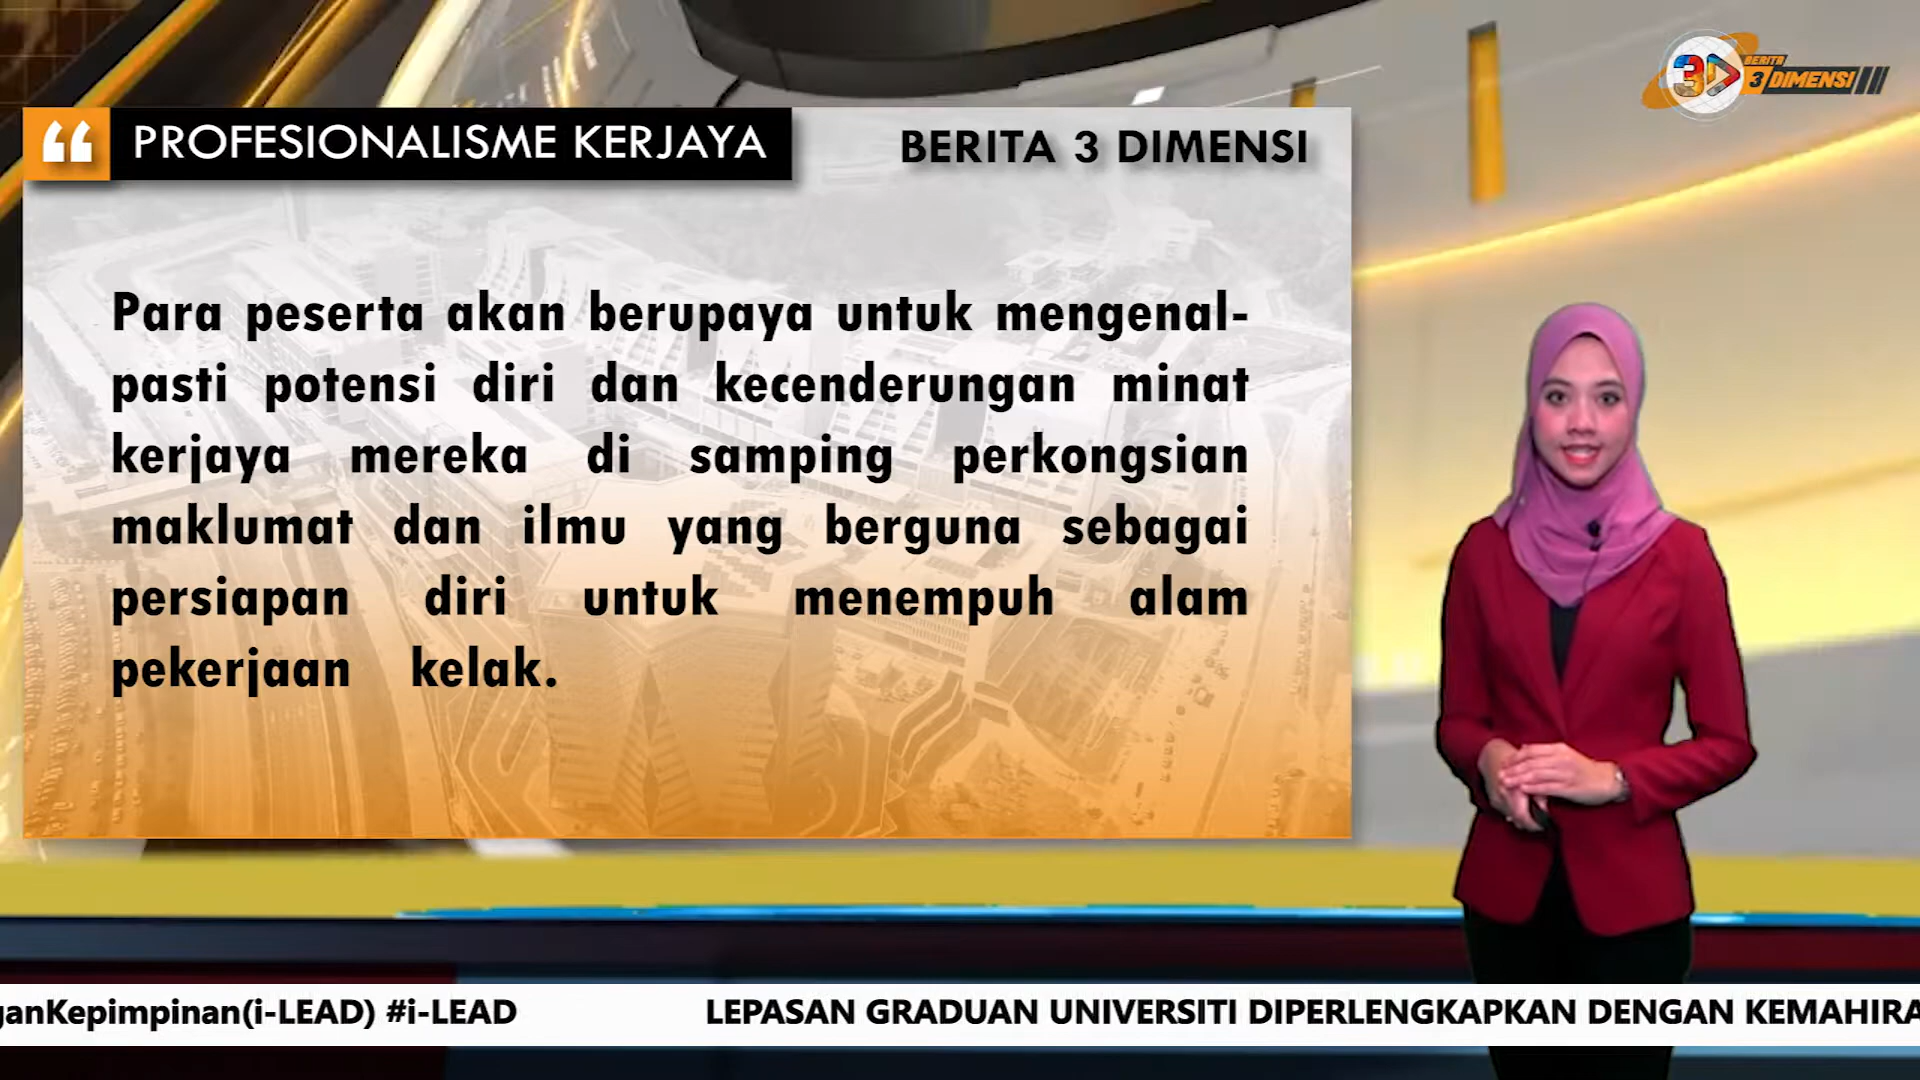 3D BERITA
3 DIMENSI
PROFESIONALISME KERJAYA
BERITA 3 DIMENSI
Para peserta akan berupaya untuk mengenal-
pasti potensi diri dan kecenderungan minat
kerjaya mereka di samping perkongsian
maklumat dan ilmu yang berguna sebagai
persiapan diri untuk menempuh alam
pekerjaan kelak.
ganKepimpinan(i-LEAD) #i-LEAD LEPASAN GRADUAN UNIVERSITI DIPERLENGKAPKAN DENGAN KEMAHIRA